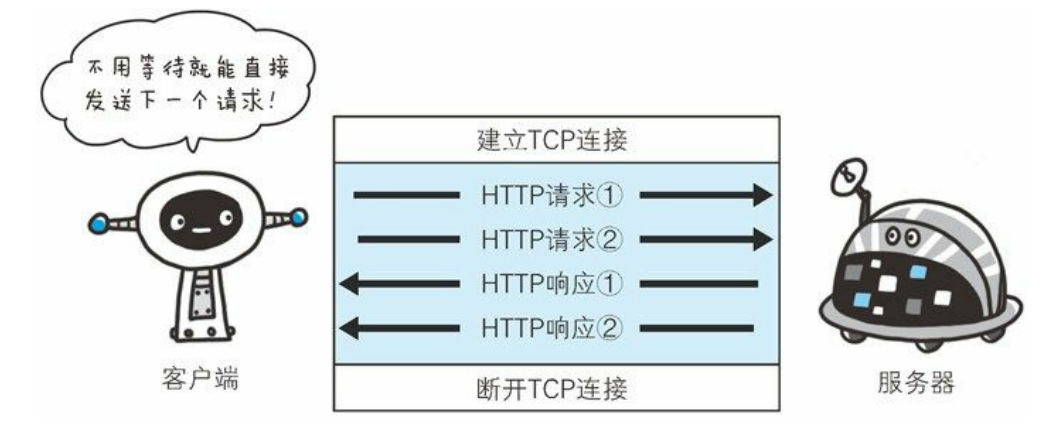 不用等待就能直接
发送下一个请求!
建立TCP连接
HTTP请求①
HTTP请求②
HTTP响应①
HTTP响应②
断开TCP连接
客户端
服务器